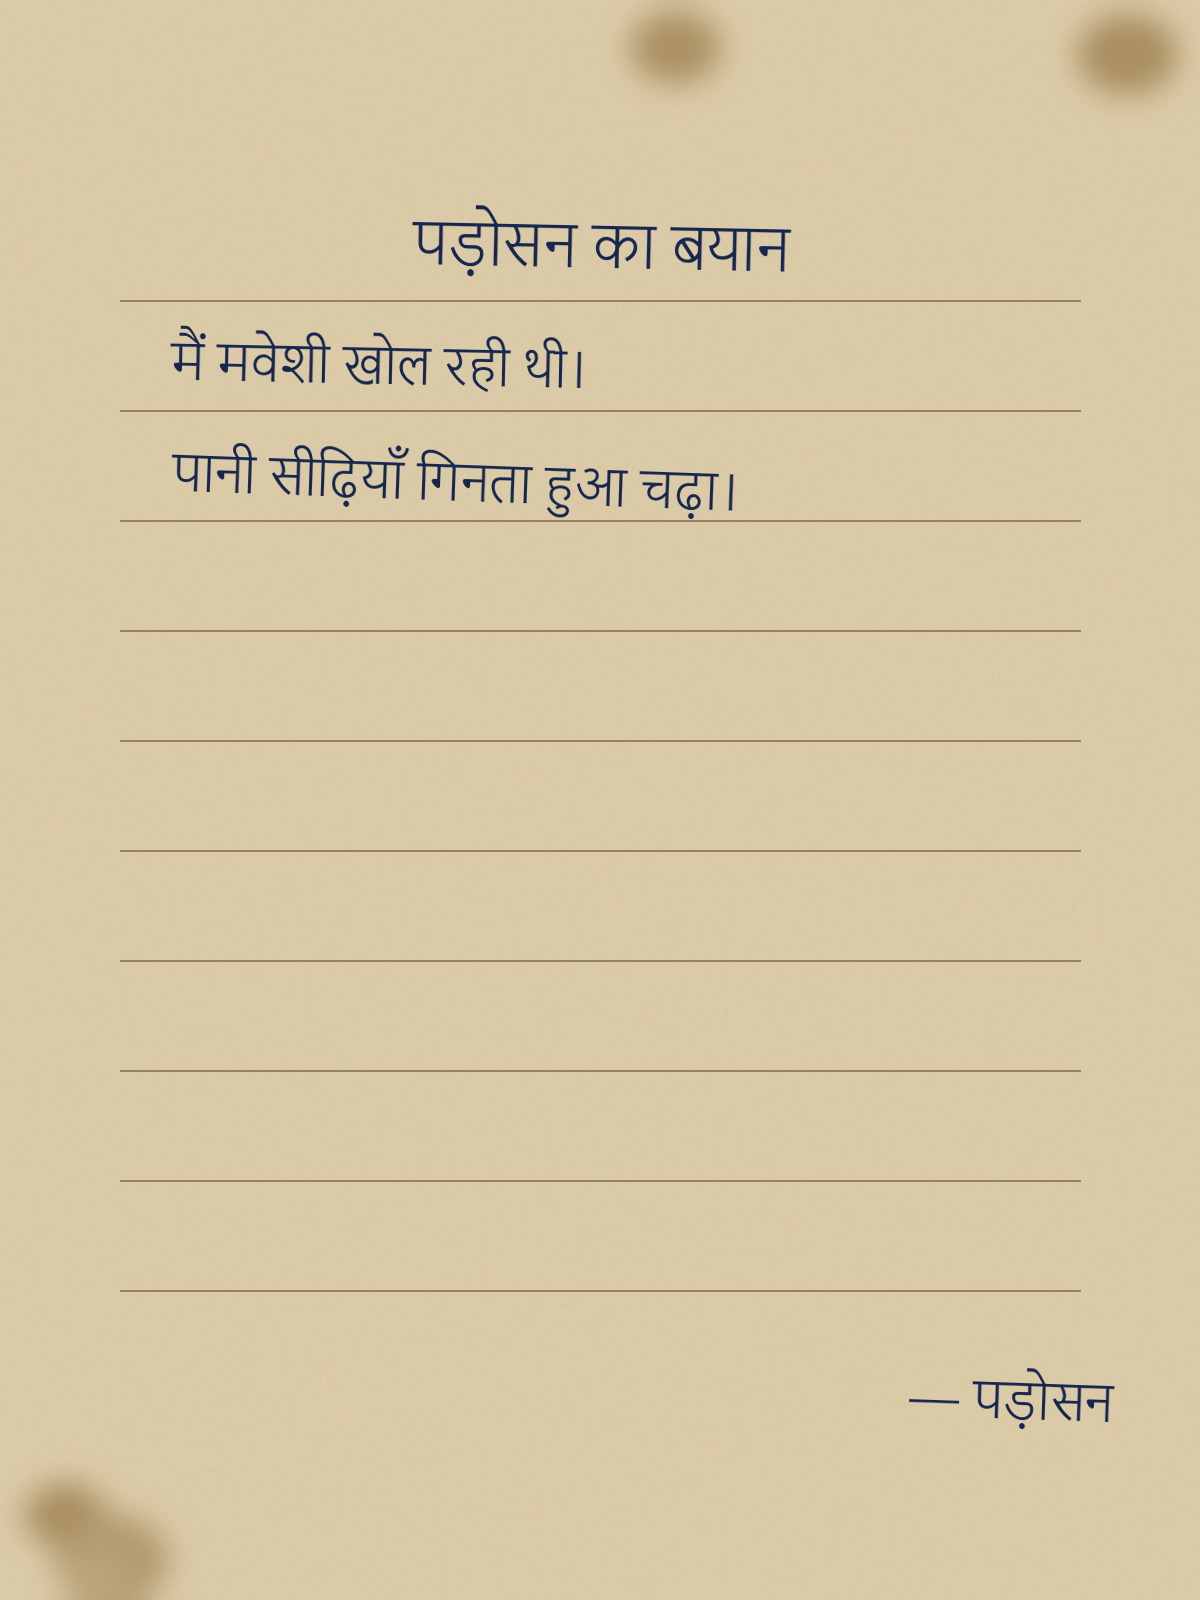 पड़ोसन का बयान
मैं मवेशी खोल रही थी।
पानी सीढ़ियाँ गिनता हुआ चढ़ा।
— पड़ोसन